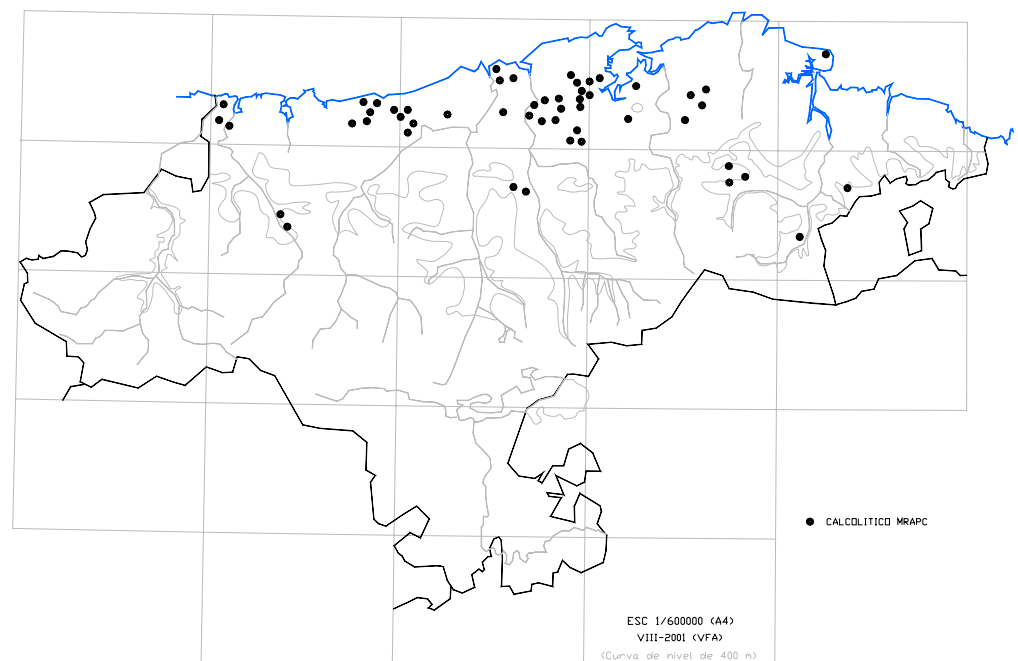 CALCOLITICO MRAPC
ESC 1/600000 (A4)
VIII-2001 (VFA)
(Curva de nivel de 400 m)